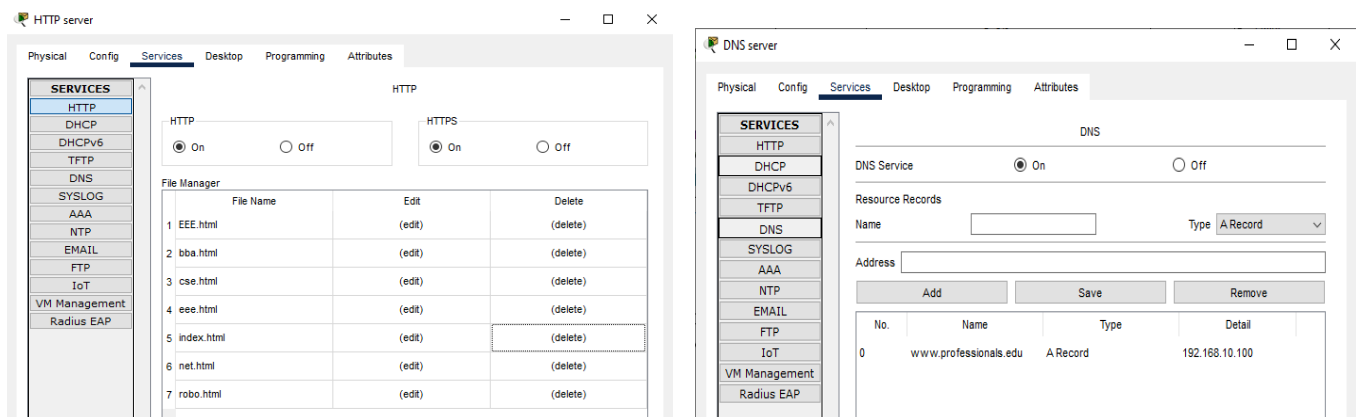 HTTP server
Physical Config Services Desktop Programming Attributes
SERVICES
HTTP
DHCP
DHCPv6
TFTP
DNS
SYSLOG
AAA
NTP
EMAIL
FTP
IoT
VM Management
Radius EAP
HTTP
HTTP
On Off
HTTPS
On Off
File Manager
File Name Edit Delete
1 EEE.html (edit) (delete)
2 bba.html (edit) (delete)
3 cse.html (edit) (delete)
4 eee.html (edit) (delete)
5 index.html (edit) (delete)
6 net.html (edit) (delete)
7 robo.html (edit) (delete)
DNS server
Physical Config Services Desktop Programming Attributes
SERVICES
HTTP
DHCP
DHCPv6
TFTP
DNS
SYSLOG
AAA
NTP
EMAIL
FTP
IoT
VM Management
Radius EAP
DNS
DNS Service On Off
Resource Records
Name Type A Record
Address
Add Save Remove
No. Name Type Detail
0 www.professionals.edu A Record 192.168.10.100